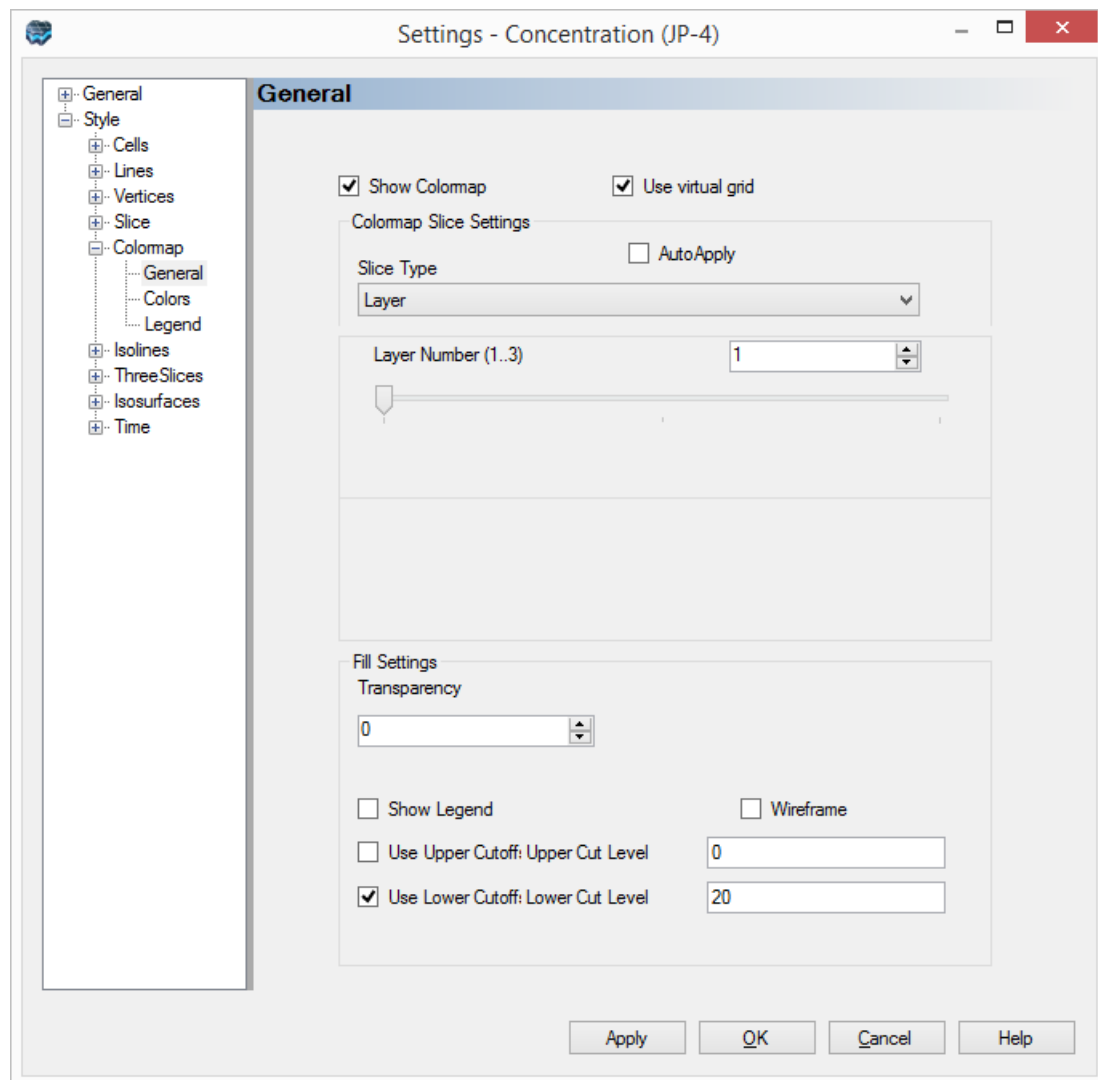 Settings - Concentration (JP-4)
General
Style
Cells
Lines
Vertices
Slice
Colormap
General
Colors
Legend
Isolines
ThreeSlices
Isosurfaces
Time
General
Show Colormap Use virtual grid
Colormap Slice Settings
AutoApply
Slice Type
Layer
Layer Number (1..3) 1
Fill Settings
Transparency
0
Show Legend Wireframe
Use Upper Cutoff: Upper Cut Level 0
Use Lower Cutoff: Lower Cut Level 20
Apply OK Cancel Help